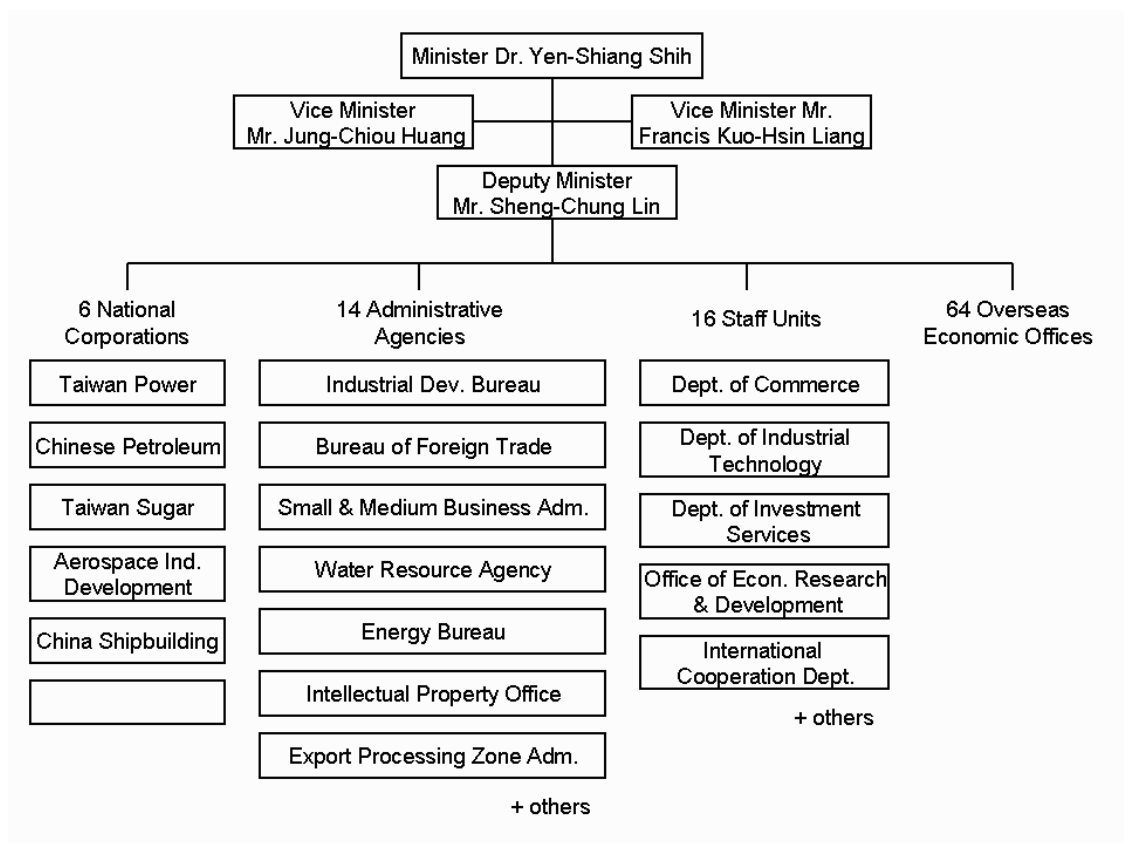 Minister Dr. Yen-Shiang Shih
Vice Minister
Mr. Jung-Chiou Huang
Vice Minister Mr.
Francis Kuo-Hsin Liang
Deputy Minister
Mr. Sheng-Chung Lin
6 National
Corporations
Taiwan Power
Chinese Petroleum
Taiwan Sugar
Aerospace Ind.
Development
China Shipbuilding
14 Administrative
Agencies
Industrial Dev. Bureau
Bureau of Foreign Trade
Small & Medium Business Adm.
Water Resource Agency
Energy Bureau
Intellectual Property Office
Export Processing Zone Adm.
+ others
16 Staff Units
Dept. of Commerce
Dept. of Industrial
Technology
Dept. of Investment
Services
Office of Econ. Research
& Development
International
Cooperation Dept.
+ others
64 Overseas
Economic Offices